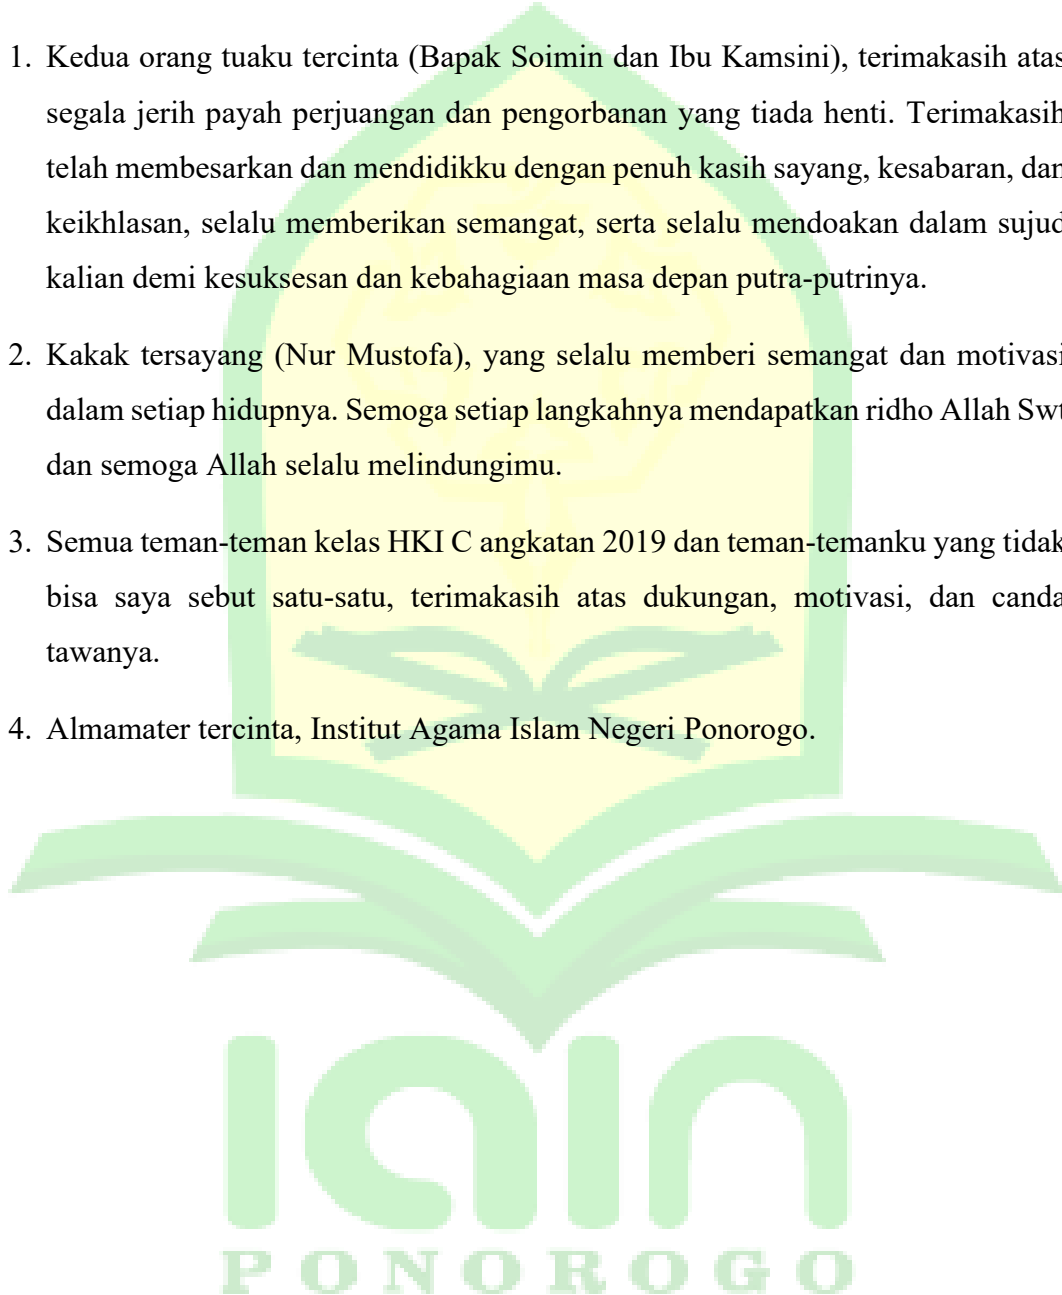 1. Kedua orang tuaku tercinta (Bapak Soimin dan Ibu Kamsini), terimakasih atas
segala jerih payah perjuangan dan pengorbanan yang tiada henti. Terimakasih
telah membesarkan dan mendidikku dengan penuh kasih sayang, kesabaran, dan
keikhlasan, selalu memberikan semangat, serta selalu mendoakan dalam sujud
kalian demi kesuksesan dan kebahagiaan masa depan putra-putrinya.
2. Kakak tersayang (Nur Mustofa), yang selalu memberi semangat dan motivasi
dalam setiap hidupnya. Semoga setiap langkahnya mendapatkan ridho Allah Swt
dan semoga Allah selalu melindungimu.
3. Semua teman-teman kelas HKI C angkatan 2019 dan teman-temanku yang tidak
bisa saya sebut satu-satu, terimakasih atas dukungan, motivasi, dan canda
tawanya.
4. Almamater tercinta, Institut Agama Islam Negeri Ponorogo.
iain
PONOROGO